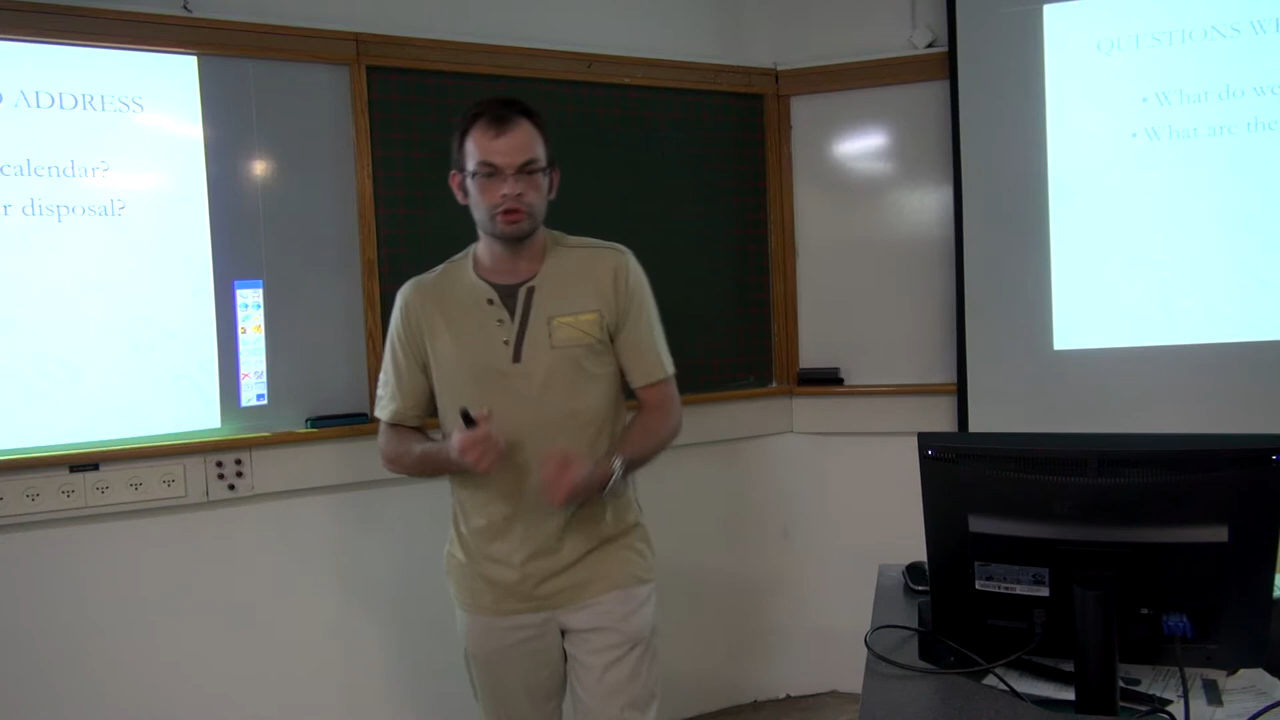 ADDRESS
calendar?
r disposal?
QUESTIONS
• What do we
• What are the